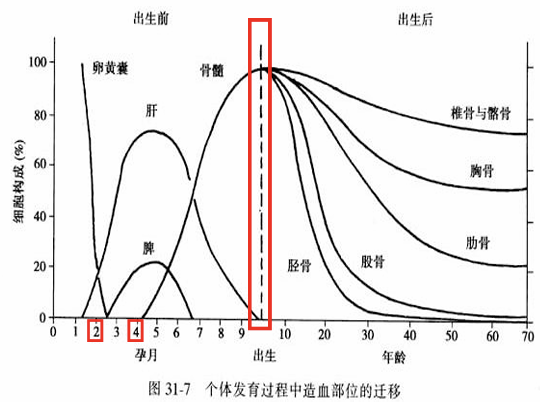 出生前 出生后
100
80
60
40
20
0
细胞构成 (%)
卵黄囊
肝
脾
骨髓
椎骨与髂骨
胸骨
肋骨
股骨
胫骨
0 1 2 3 4 5 6 7 8 9 10 20 30 40 50 60 70
孕月 出生 年龄
图 31-7 个体发育过程中造血部位的迁移